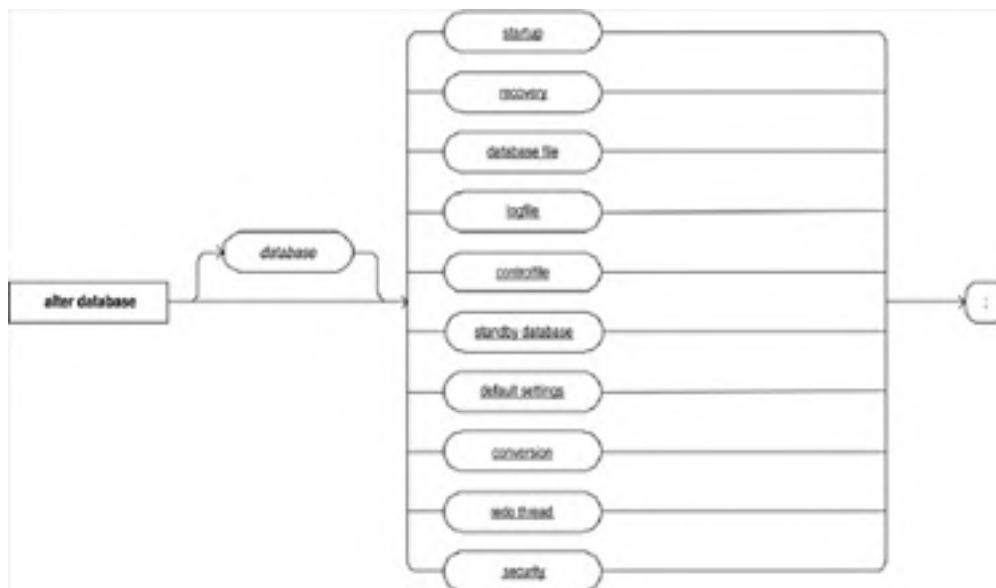 alter database
database
startup
recovery
database file
logfile
controlfile
standby database
default settings
conversion
redo thread
security
;